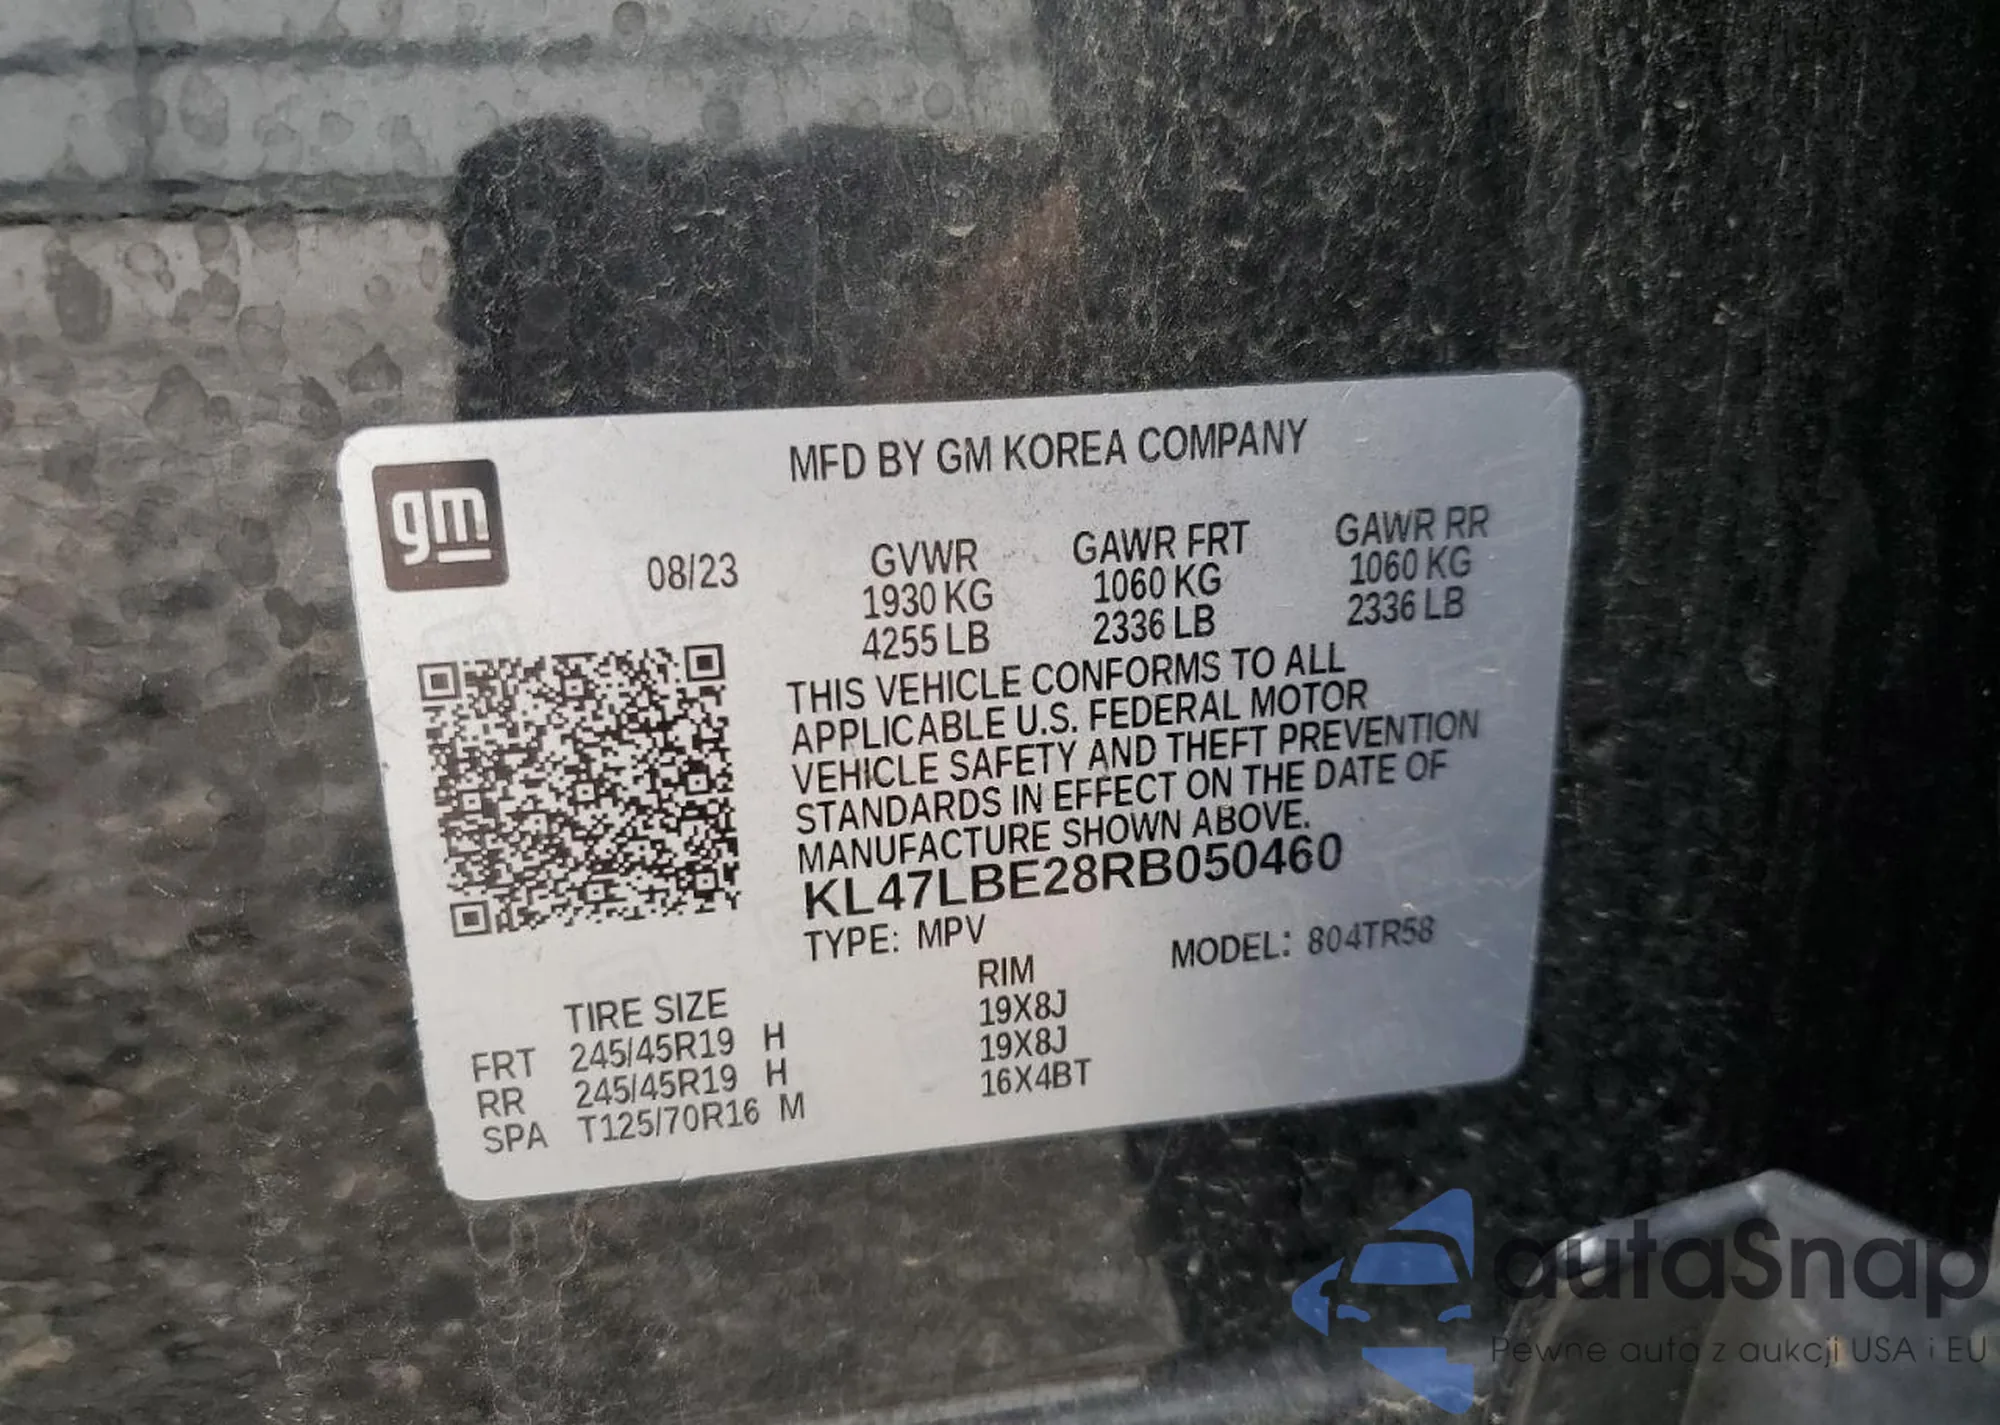 gm
MFD BY GM KOREA COMPANY
08/23
GVWR GAWR FRT GAWR RR
1930 KG 1060 KG 1060 KG
4255 LB 2336 LB 2336 LB
THIS VEHICLE CONFORMS TO ALL
APPLICABLE U.S. FEDERAL MOTOR
VEHICLE SAFETY AND THEFT PREVENTION
STANDARDS IN EFFECT ON THE DATE OF
MANUFACTURE SHOWN ABOVE.
KL47LBE28RB050460
TYPE: MPV MODEL: 804TR58
TIRE SIZE RIM
FRT 245/45R19 H 19X8J
RR 245/45R19 H 19X8J
SPA T125/70R16 M 16X4BT
autaSnap
Pewne auta z aukcji USA i EU